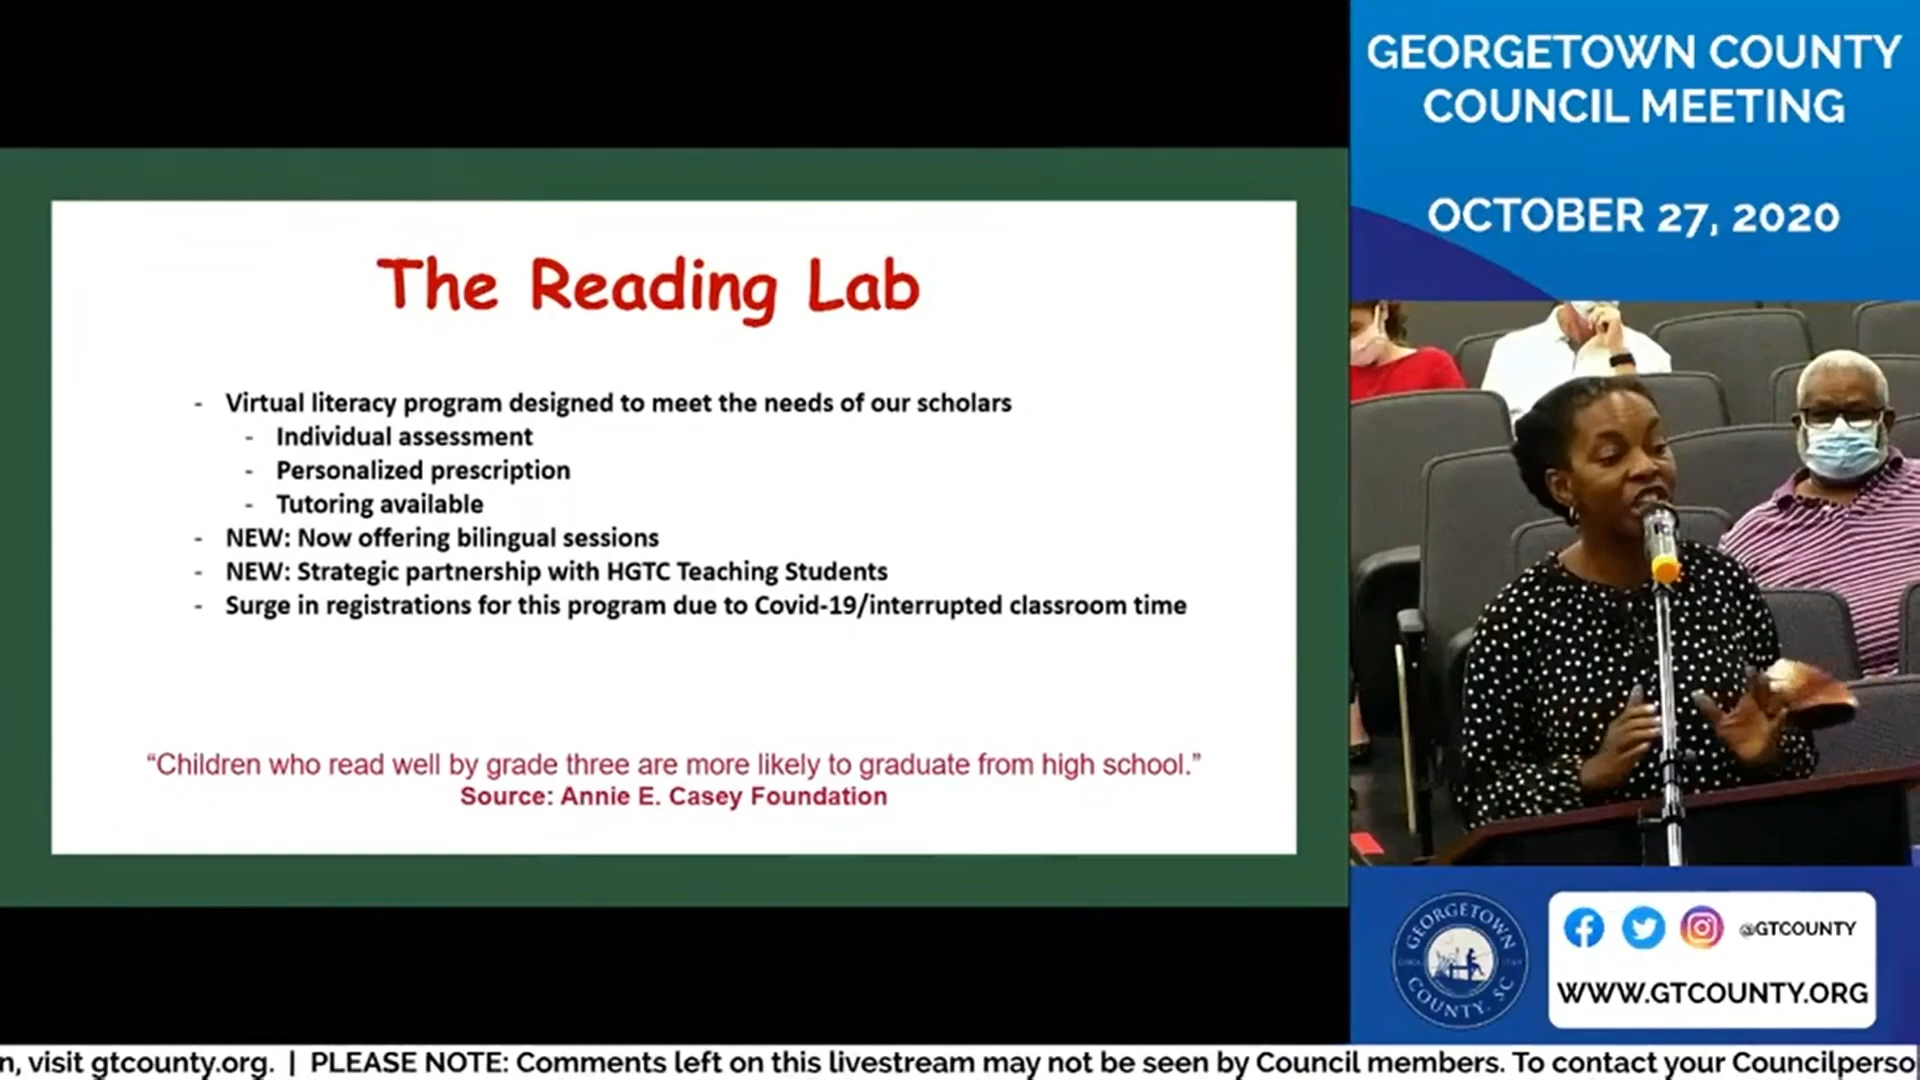 GEORGETOWN COUNTY
COUNCIL MEETING
OCTOBER 27, 2020
The Reading Lab
- Virtual literacy program designed to meet the needs of our scholars
- Individual assessment
- Personalized prescription
- Tutoring available
- NEW: Now offering bilingual sessions
- NEW: Strategic partnership with HGTC Teaching Students
- Surge in registrations for this program due to Covid-19/interrupted classroom time
“Children who read well by grade three are more likely to graduate from high school.”
Source: Annie E. Casey Foundation
GEORGETOWN
COUNTY, SC
@GTCOUNTY
WWW.GTCOUNTY.ORG
n, visit gtcounty.org. | PLEASE NOTE: Comments left on this livestream may not be seen by Council members. To contact your Councilperso